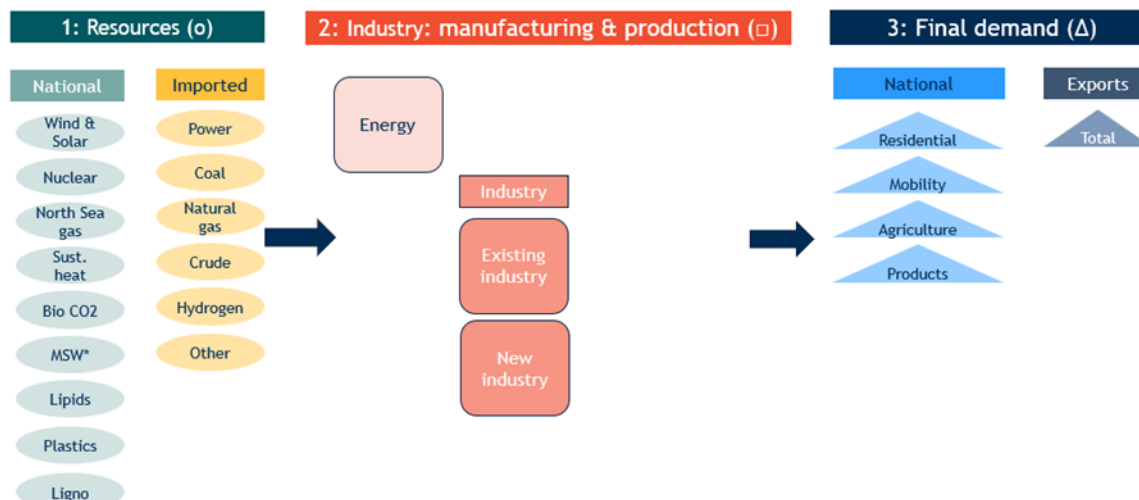 1: Resources (o)
2: Industry: manufacturing & production (□)
3: Final demand (Δ)
National
Imported
National
Exports
Wind &
Solar
Nuclear
North Sea
gas
Sust.
heat
Bio CO2
MSW*
Lipids
Plastics
Ligno
Power
Coal
Natural
gas
Crude
Hydrogen
Other
Energy
Industry
Existing
industry
New
industry
Residential
Mobility
Agriculture
Products
Total